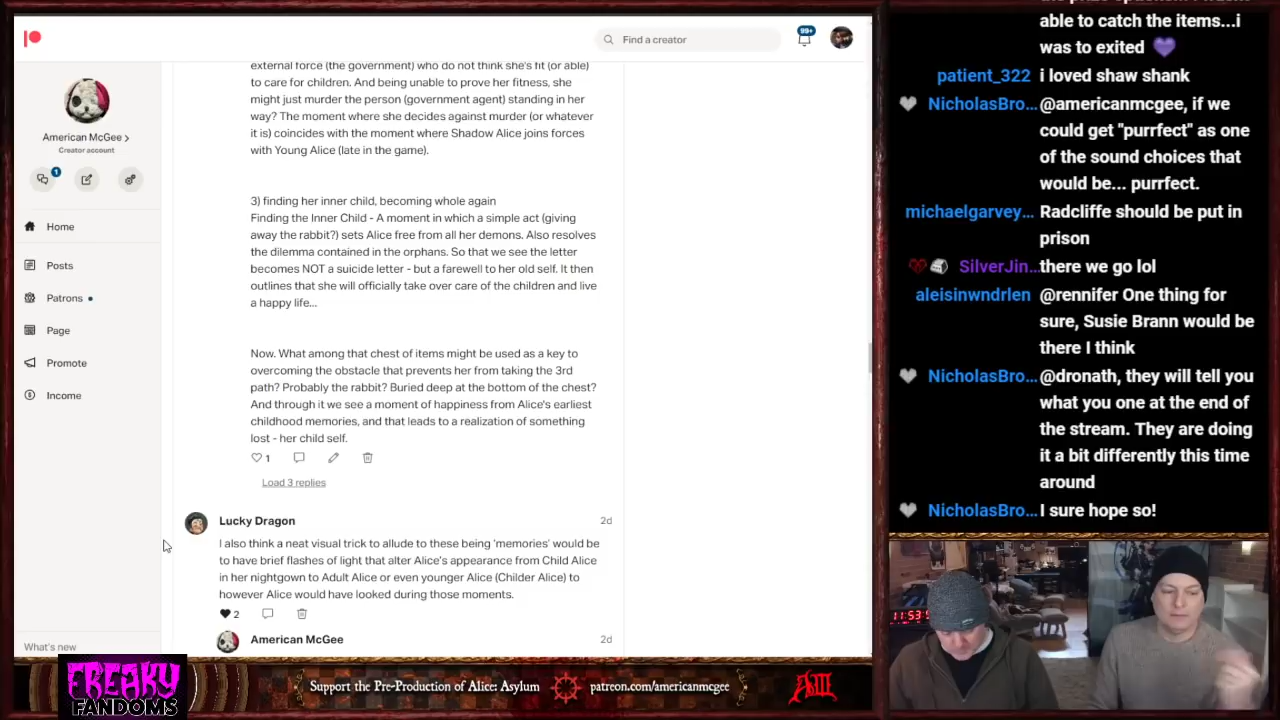 Find a creator
99+
American McGee
Creator account
1
Home
Posts
Patrons
Page
Promote
Income
What's new
external force (the government) who do not think she's fit (or able)
to care for children. And being unable to prove her fitness, she
might just murder the person (government agent) standing in her
way? The moment where she decides against murder (or whatever
it is) coincides with the moment where Shadow Alice joins forces
with Young Alice (late in the game).
3) finding her inner child, becoming whole again
Finding the Inner Child - A moment in which a simple act (giving
away the rabbit?) sets Alice free from all her demons. Also resolves
the dilemma contained in the orphans. So that we see the letter
becomes NOT a suicide letter - but a farewell to her old self. It then
outlines that she will officially take over care of the children and live
a happy life...
Now. What among that chest of items might be used as a key to
overcoming the obstacle that prevents her from taking the 3rd
path? Probably the rabbit? Buried deep at the bottom of the chest?
And through it we see a moment of happiness from Alice's earliest
childhood memories, and that leads to a realization of something
lost - her child self.
1
Load 3 replies
Lucky Dragon
2d
I also think a neat visual trick to allude to these being 'memories' would be
to have brief flashes of light that alter Alice's appearance from Child Alice
in her nightgown to Adult Alice or even younger Alice (Childer Alice) to
however Alice would have looked during those moments.
2
American McGee
2d
able to catch the items...i
was to exited
patient_322 i loved shaw shank
NicholasBro... @americanmcgee, if we
could get "purrfect" as one
of the sound choices that
would be... purrfect.
michaelgarvey... Radcliffe should be put in
prison
SilverJin... there we go lol
aleisinwndrlen @rennifer One thing for
sure, Susie Brann would be
there I think
NicholasBro... @dronath, they will tell you
what you one at the end of
the stream. They are doing
it a bit differently this time
around
NicholasBro... I sure hope so!
11:53:5
FREAKY
FANDOMS
Support the Pre-Production of Alice: Asylum
patreon.com/americanmcgee